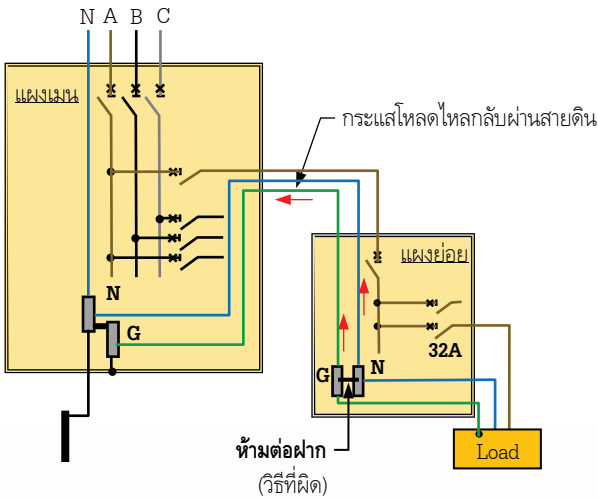 N A B C
แผงเมน
กระแสโหลดไหลกลับผ่านสายดิน
แผงย่อย
N
G
32A
G
N
ห้ามต่อฝาก
(วิธีที่ผิด)
Load